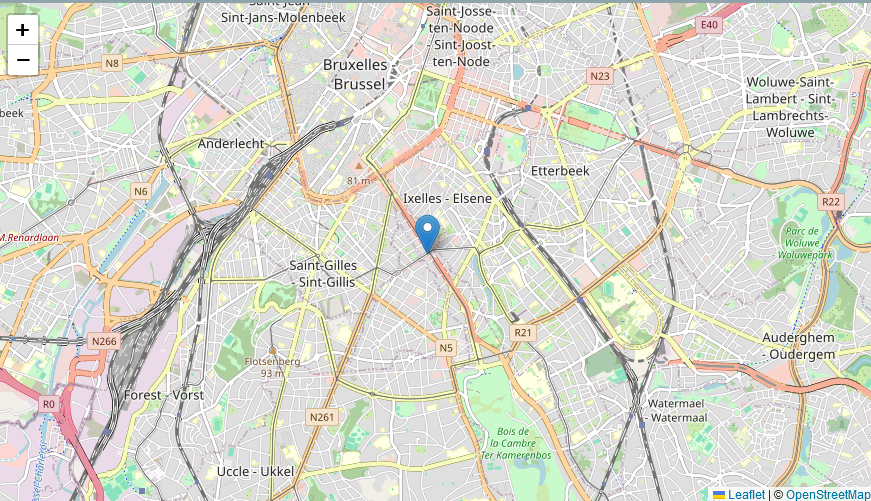 Saint-Jean
Sint-Jans-Molenbeek
Saint-Josse-
ten-Noode
Sint-Joost-
ten-Node
E40
+
−
N8
Bruxelles
Brussel
N23
Woluwe-Saint-
Lambert - Sint-
Lambrechts-
Woluwe
beek
Anderlecht
81 m
Etterbeek
N6
Ixelles - Elsene
R22
M.Renardlaan
Parc de
Woluwe
Woluwepark
Saint-Gilles
- Sint-Gillis
N266
R21
N5
Auderghem
- Oudergem
Flotsenberg
93 m
Forest - Vorst
R0
N261
Watermael
- Watermaal
Bois de
la Cambre
Ter Kamerenbos
Uccle - Ukkel
Leaflet | © OpenStreetMap